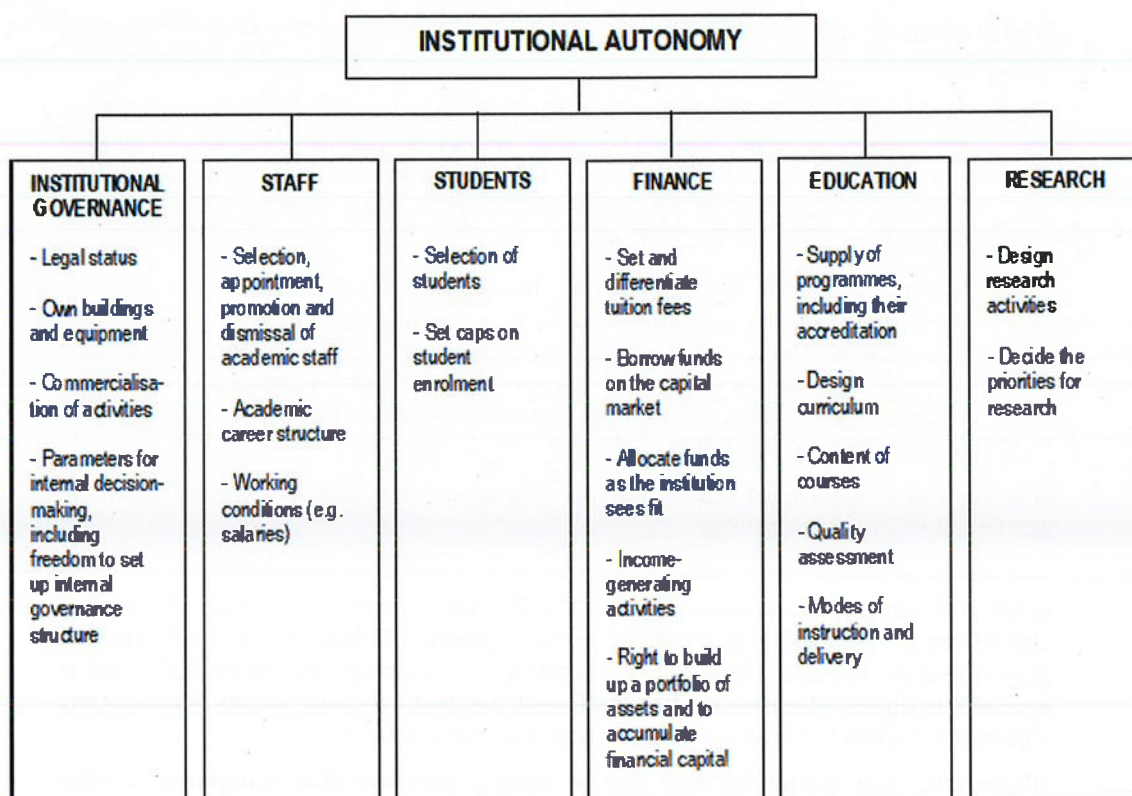 INSTITUTIONAL AUTONOMY
INSTITUTIONAL
GOVERNANCE
- Legal status
- Own buildings
and equipment
- Commercialisa-
tion of activities
- Parameters for
internal decision-
making,
including
freedom to set
up internal
governance
structure
STAFF
- Selection,
appointment,
promotion and
dismissal of
academic staff
- Academic
career structure
- Working
conditions (e.g.
salaries)
STUDENTS
- Selection of
students
- Set caps on
student
enrolment
FINANCE
- Set and
differentiate
tuition fees
- Borrow funds
on the capital
market
- Allocate funds
as the institution
sees fit
- Income-
generating
activities
- Right to build
up a portfolio of
assets and to
accumulate
financial capital
EDUCATION
- Supply of
programmes,
including their
accreditation
- Design
curriculum
- Content of
courses
- Quality
assessment
- Modes of
instruction and
delivery
RESEARCH
- Design
research
activities
- Decide the
priorities for
research